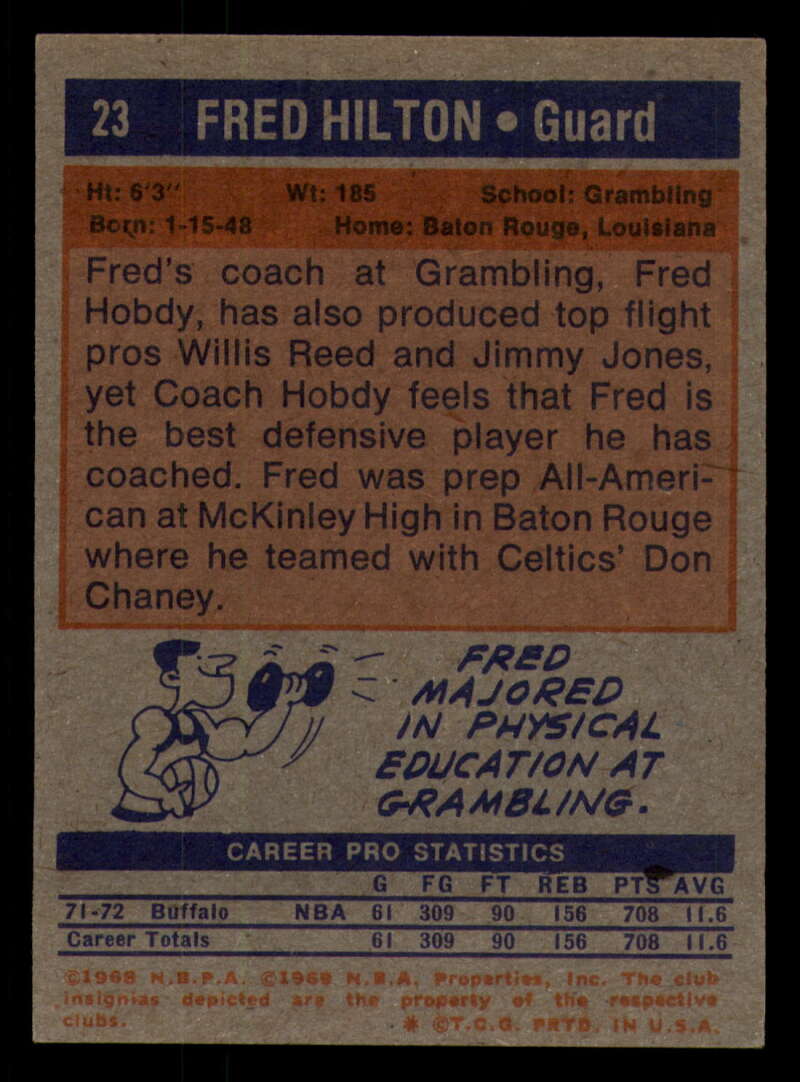 23 FRED HILTON • Guard
Ht: 6'3" Wt: 185 School: Grambling
Born: 1-15-48 Home: Baton Rouge, Louisiana
Fred's coach at Grambling, Fred
Hobdy, has also produced top flight
pros Willis Reed and Jimmy Jones,
yet Coach Hobdy feels that Fred is
the best defensive player he has
coached. Fred was prep All-Ameri-
can at McKinley High in Baton Rouge
where he teamed with Celtics' Don
Chaney.
FRED
MAJORED
IN PHYSICAL
EDUCATION AT
GRAMBLING.
CAREER PRO STATISTICS
G FG FT REB PTS AVG
71-72 Buffalo NBA 61 309 90 156 708 11.6
Career Totals 61 309 90 156 708 11.6
©1968 N.B.P.A. ©1969 N.B.A. Properties, Inc. The club
insignias depicted are the property of the respective
clubs. * ©T.C.G. PRTD. IN U.S.A.